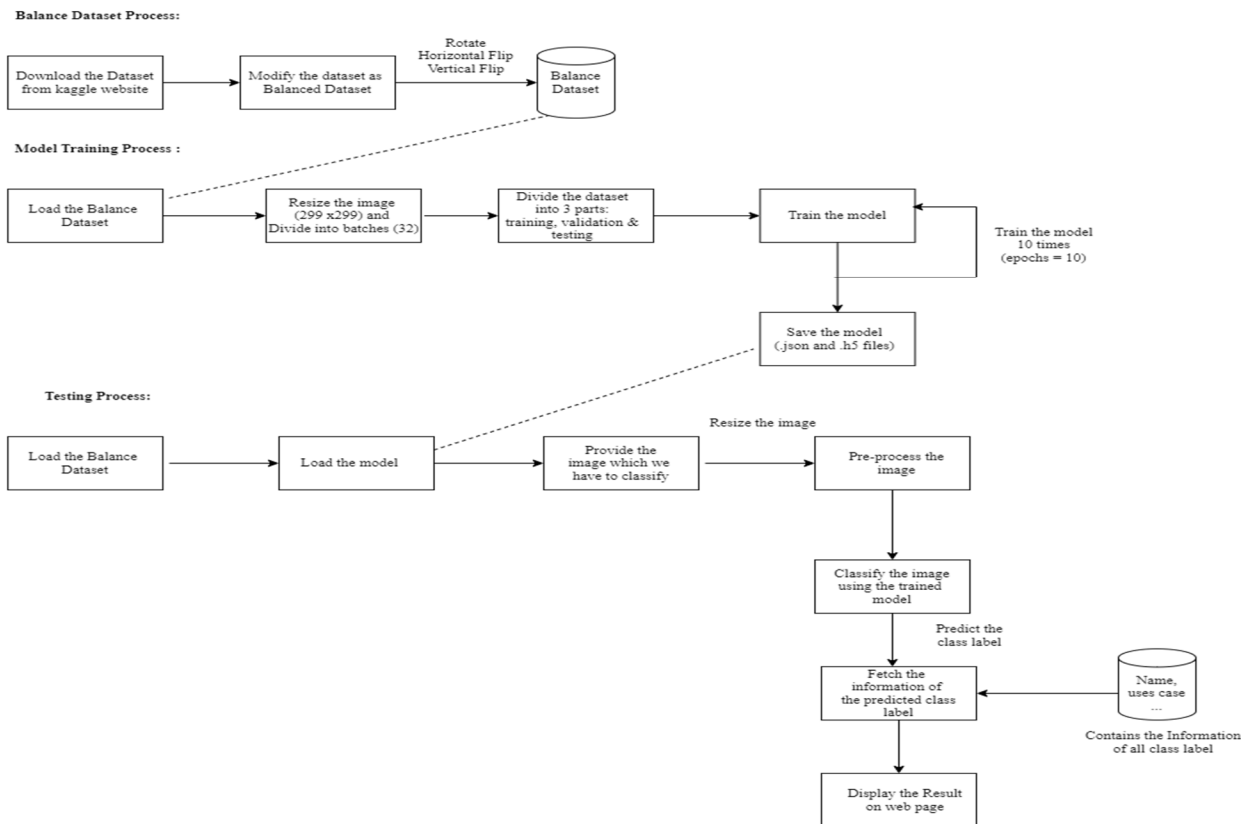 Balance Dataset Process:
Download the Dataset
from kaggle website
Modify the dataset as
Balanced Dataset
Rotate
Horizontal Flip
Vertical Flip
Balance
Dataset
Model Training Process :
Load the Balance
Dataset
Resize the image
(299 x299) and
Divide into batches (32)
Divide the dataset
into 3 parts:
training, validation &
testing
Train the model
Train the model
10 times
(epochs = 10)
Save the model
(.json and .h5 files)
Testing Process:
Load the Balance
Dataset
Load the model
Provide the
image which we
have to classify
Resize the image
Pre-process the
image
Classify the image
using the trained
model
Predict the
class label
Fetch the
information of
the predicted class
label
Name,
uses case
...
Contains the Information
of all class label
Display the Result
on web page